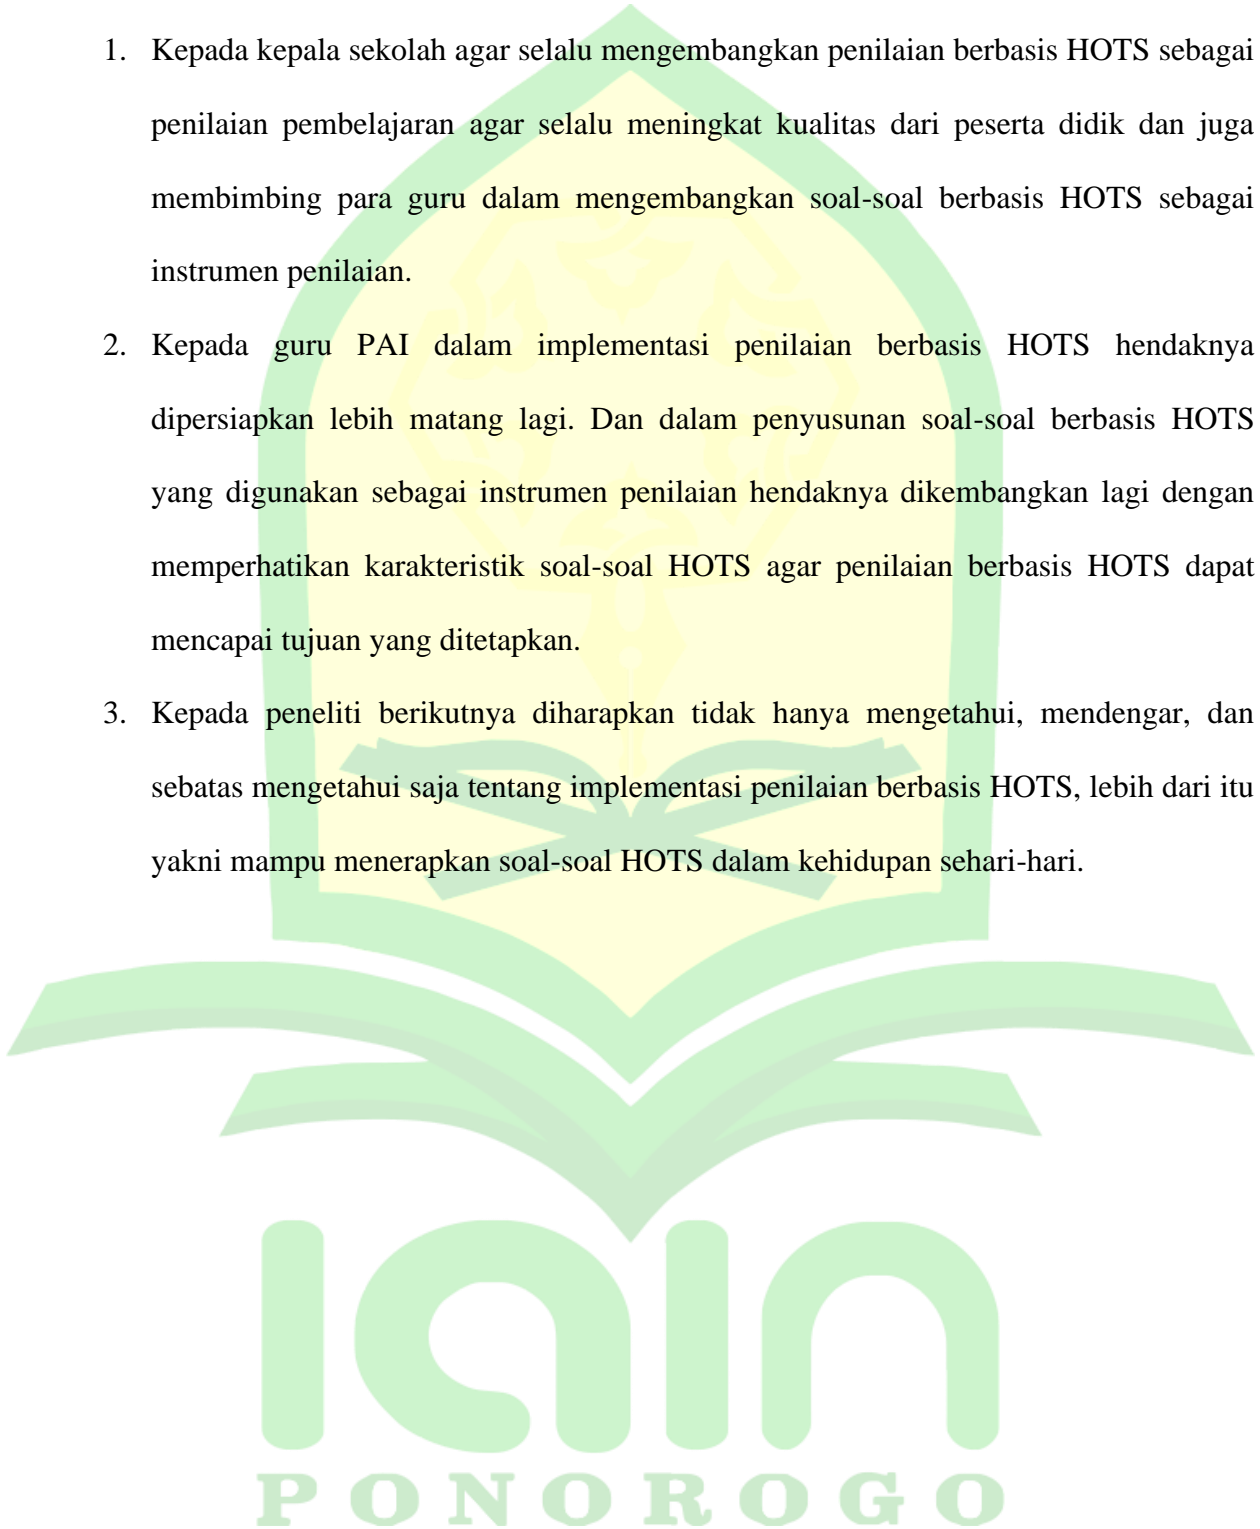 1. Kepada kepala sekolah agar selalu mengembangkan penilaian berbasis HOTS sebagai
penilaian pembelajaran agar selalu meningkat kualitas dari peserta didik dan juga
membimbing para guru dalam mengembangkan soal-soal berbasis HOTS sebagai
instrumen penilaian.
2. Kepada guru PAI dalam implementasi penilaian berbasis HOTS hendaknya
dipersiapkan lebih matang lagi. Dan dalam penyusunan soal-soal berbasis HOTS
yang digunakan sebagai instrumen penilaian hendaknya dikembangkan lagi dengan
memperhatikan karakteristik soal-soal HOTS agar penilaian berbasis HOTS dapat
mencapai tujuan yang ditetapkan.
3. Kepada peneliti berikutnya diharapkan tidak hanya mengetahui, mendengar, dan
sebatas mengetahui saja tentang implementasi penilaian berbasis HOTS, lebih dari itu
yakni mampu menerapkan soal-soal HOTS dalam kehidupan sehari-hari.
iain
PONOROGO